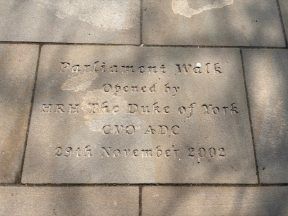 Parliament Walk
Opened by
HRH The Duke of York
CVO ADC
29th November 2002